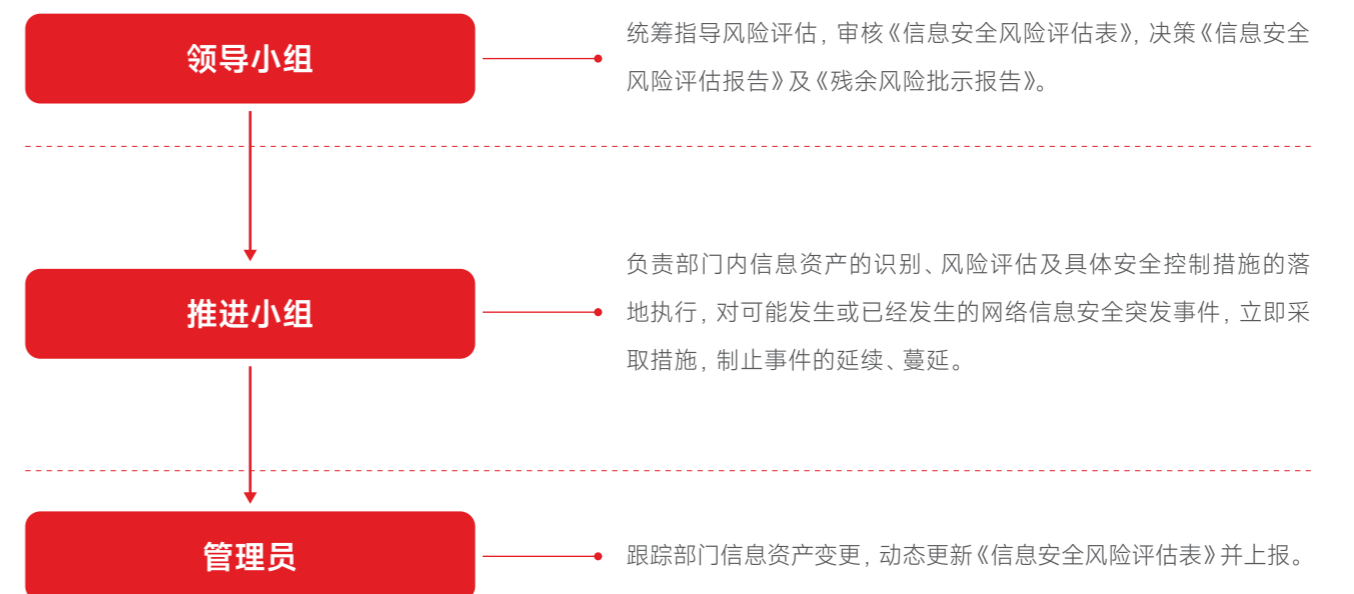 领导小组
统筹指导风险评估，审核《信息安全风险评估表》，决策《信息安全
风险评估报告》及《残余风险批示报告》。
推进小组
负责部门内信息资产的识别、风险评估及具体安全控制措施的落
地执行，对可能发生或已经发生的网络信息安全突发事件，立即采
取措施，制止事件的延续、蔓延。
管理员
跟踪部门信息资产变更，动态更新《信息安全风险评估表》并上报。